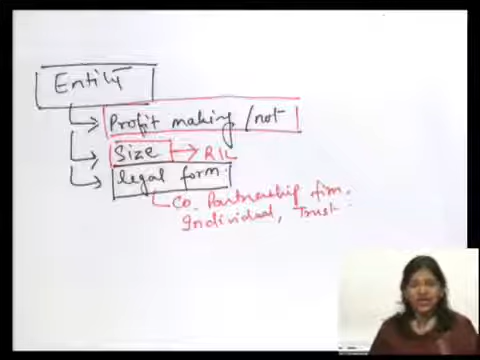 Entity
Profit making / not
Size → RIL
legal form
Co. Partnership firm.
Individual, Trust